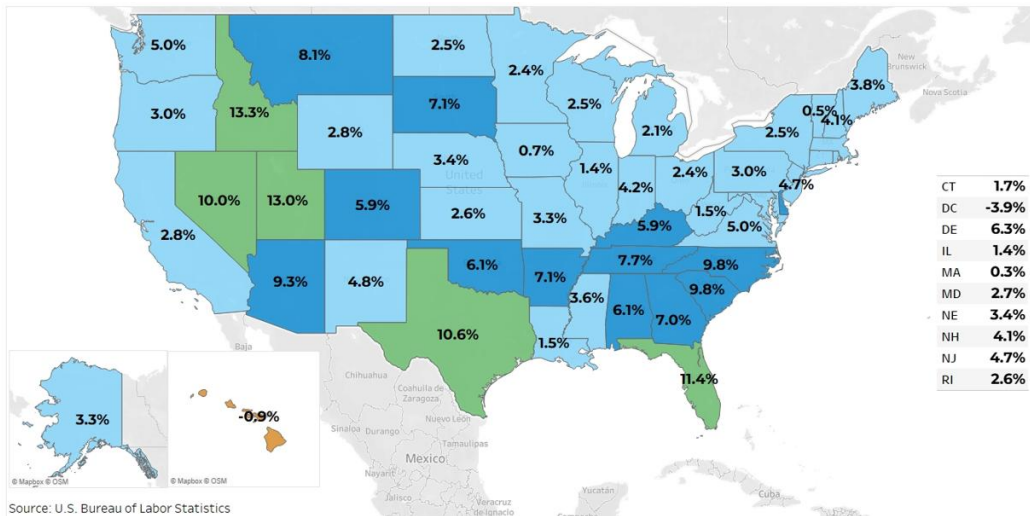 5.0%
8.1%
2.5%
2.4%
3.8%
New
Brunswick
Nova Scotia
0.5%
4.1%
3.0%
13.3%
7.1%
2.5%
2.1%
2.5%
2.8%
0.7%
3.4%
United
States
1.4%
4.2%
2.4%
3.0%
4.7%
10.0%
13.0%
5.9%
2.6%
3.3%
1.5%
5.0%
2.8%
5.9%
9.3%
4.8%
6.1%
7.1%
7.7%
9.8%
9.8%
3.6%
6.1%
7.0%
10.6%
1.5%
11.4%
CT 1.7%
DC -3.9%
DE 6.3%
IL 1.4%
MA 0.3%
MD 2.7%
NE 3.4%
NH 4.1%
NJ 4.7%
RI 2.6%
Baja
Chihuahua
Coahuila de
Zaragoza
Nuevo León
Sinaloa
Durango
Tamaulipas
Mexico
Nayarit
Jalisco
Veracruz
de Ignacio
Yucatán
Cuba
3.3%
© Mapbox © OSM
-0.9%
© Mapbox © OSM
Source: U.S. Bureau of Labor Statistics